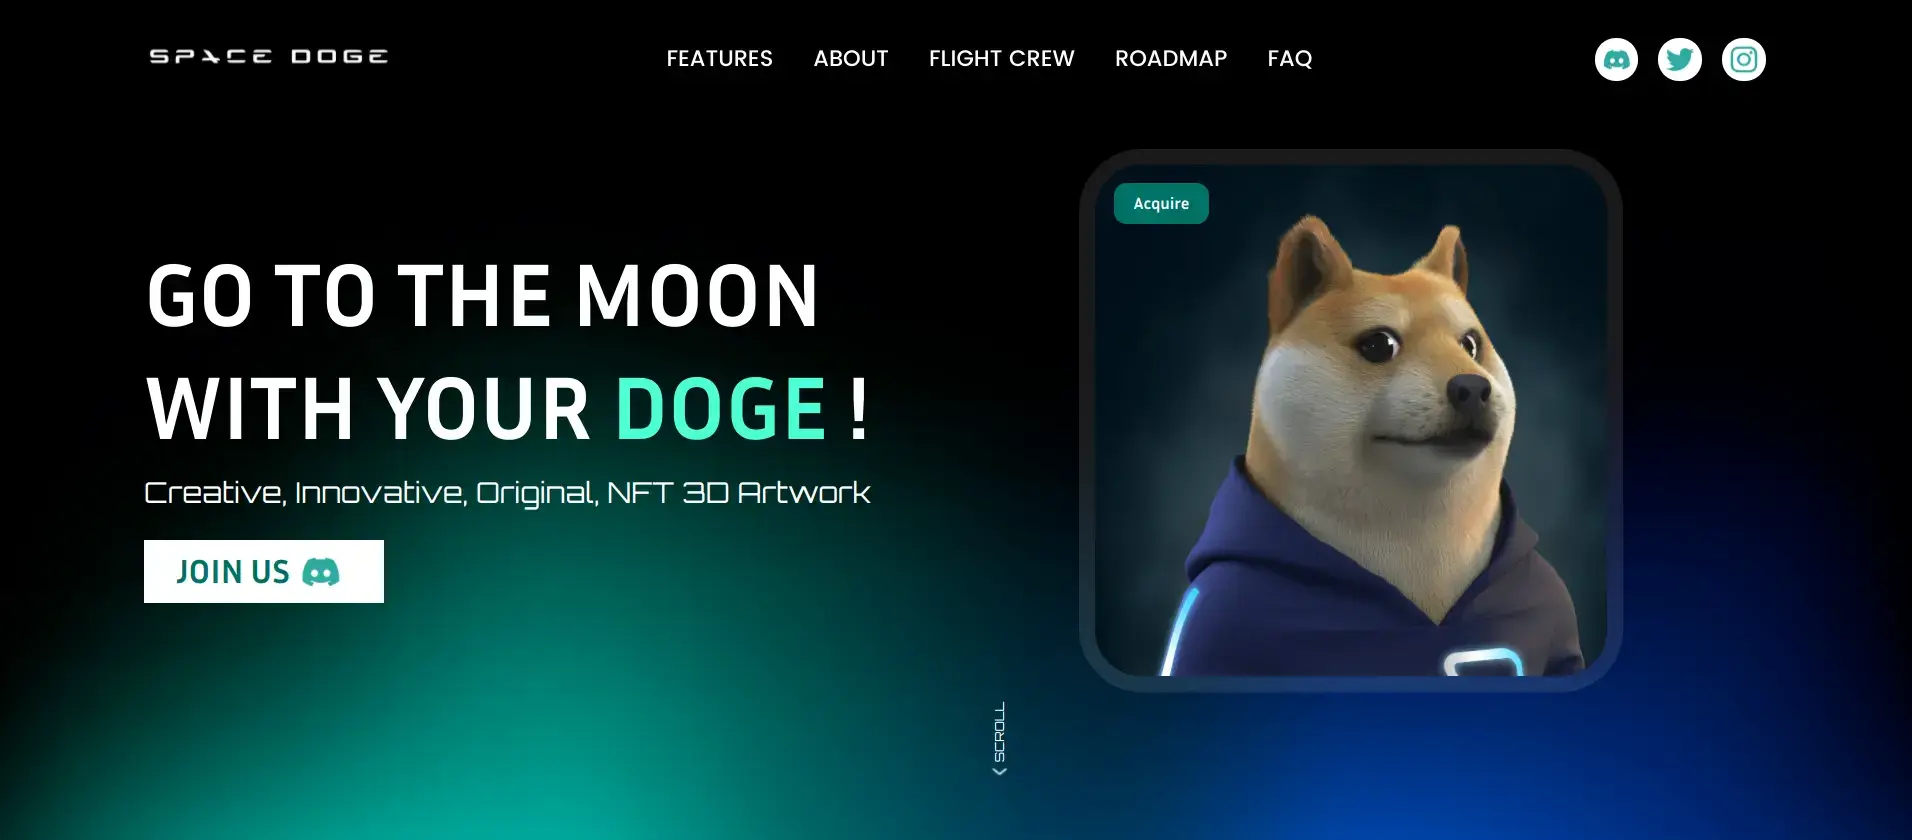 SPACE DOGE
FEATURES ABOUT FLIGHT CREW ROADMAP FAQ
Acquire
GO TO THE MOON
WITH YOUR DOGE !
Creative, Innovative, Original, NFT 3D Artwork
JOIN US
SCROLL